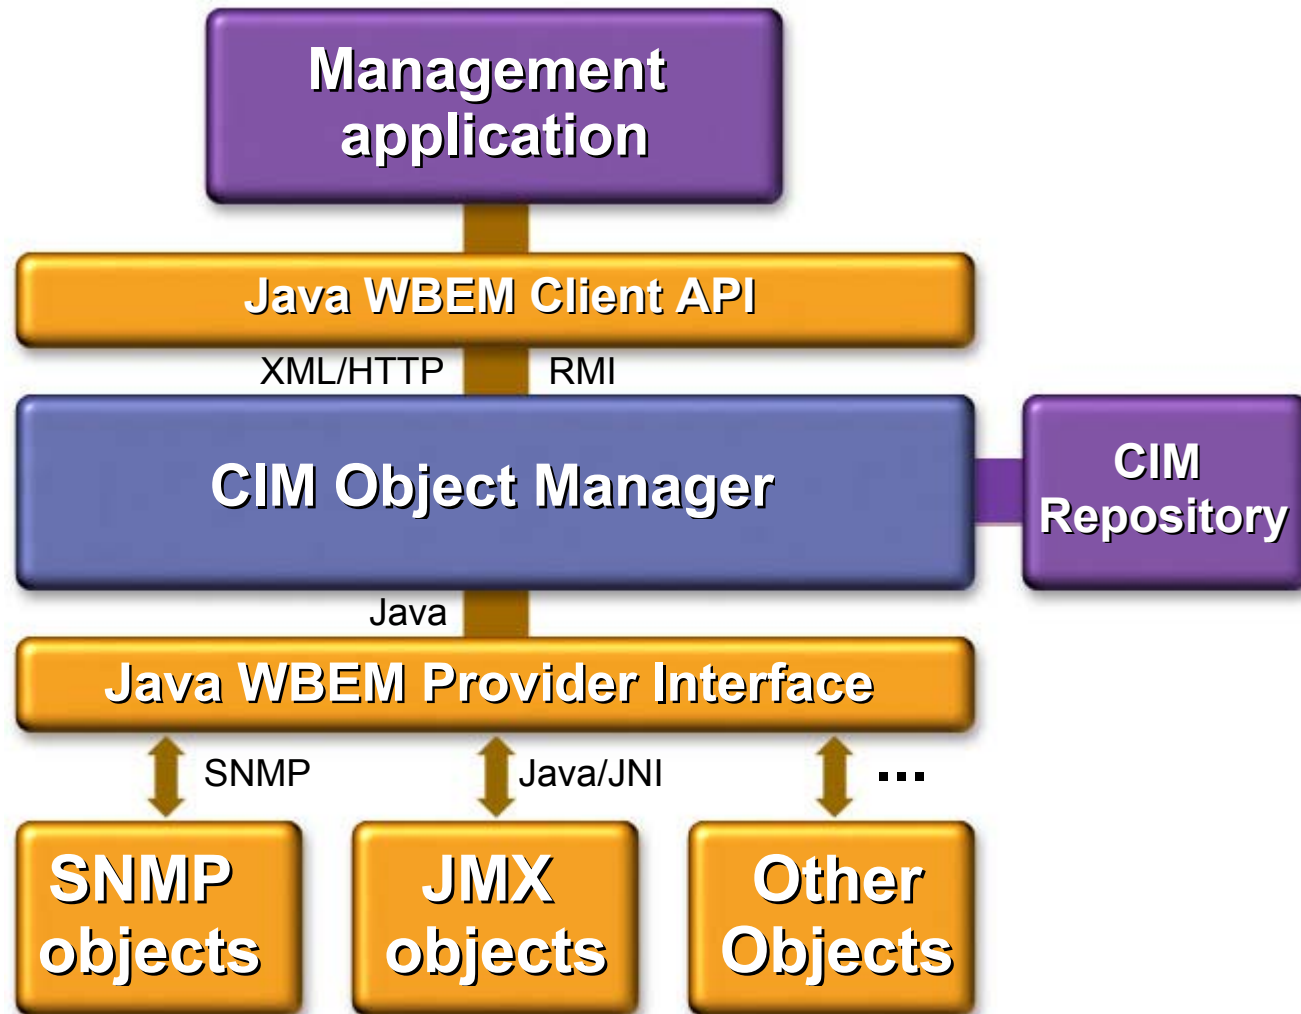 Management
application
Java WBEM Client API
XML/HTTP
RMI
CIM Object Manager
CIM
Repository
Java
Java WBEM Provider Interface
SNMP
Java/JNI
...
SNMP
objects
JMX
objects
Other
Objects